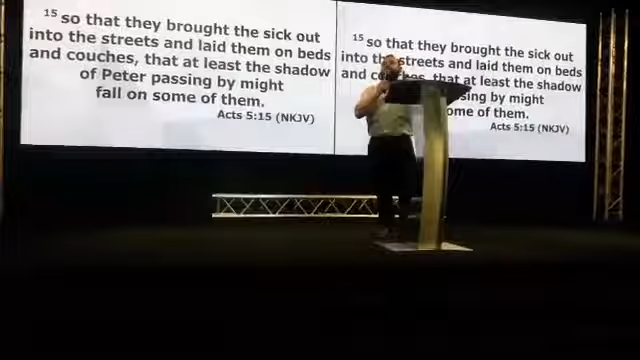 15 so that they brought the sick out
into the streets and laid them on beds
and couches, that at least the shadow
of Peter passing by might
fall on some of them.
Acts 5:15 (NKJV)
15 so that they brought the sick out
into the streets and laid them on beds
and that at least the shadow
passing by might
some of them.
Acts 5:15 (NKJV)